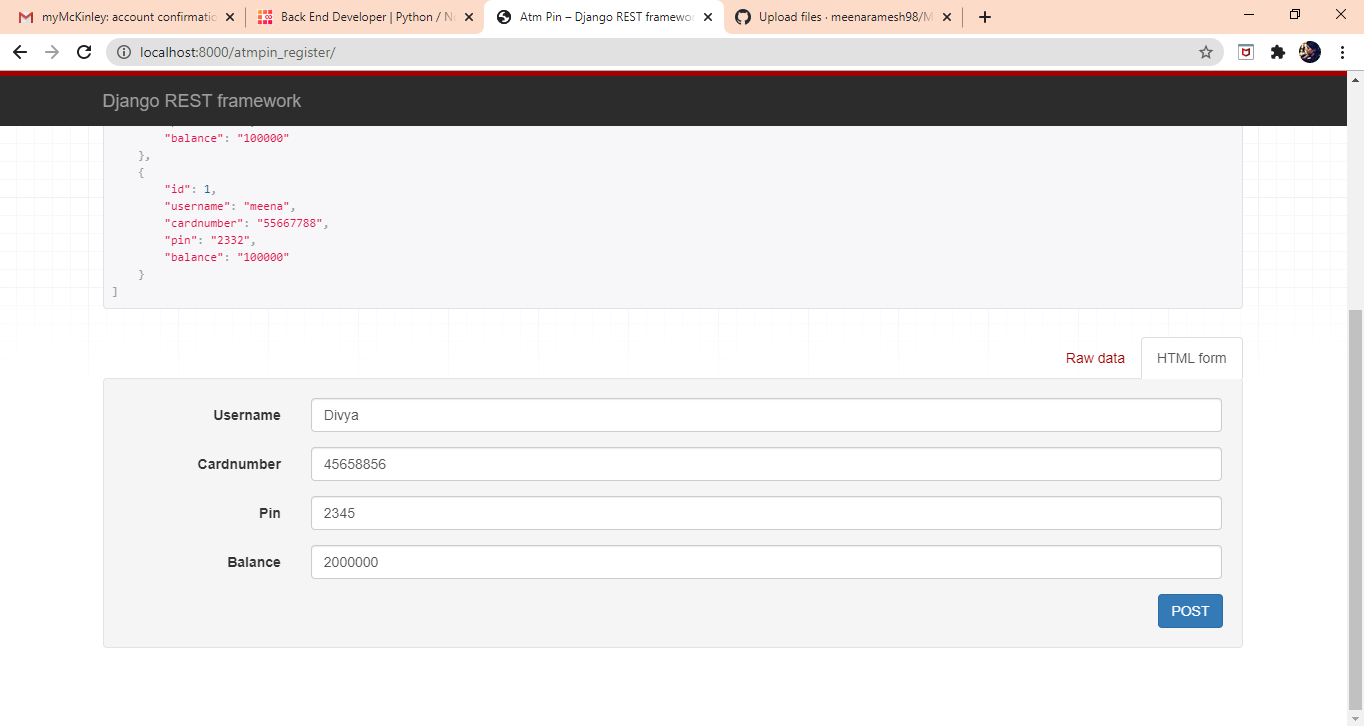 myMcKinley: account confirmatic
Back End Developer | Python / No
Atm Pin – Django REST framewor
Upload files · meenaramesh98/M
localhost:8000/atmpin_register/
Django REST framework
"balance": "100000"
},
{
"id": 1,
"username": "meena",
"cardnumber": "55667788",
"pin": "2332",
"balance": "100000"
}
]
Raw data
HTML form
Username
Divya
Cardnumber
45658856
Pin
2345
Balance
2000000
POST